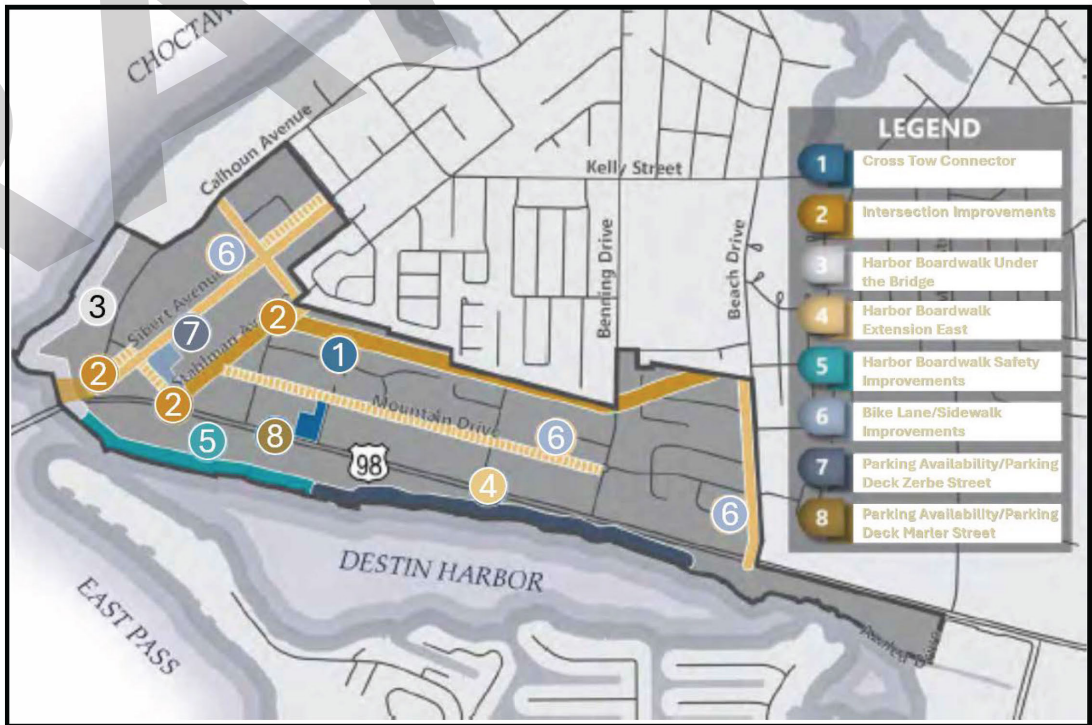 CHOCTAW
Calhoun Avenue
Kelly Street
Benning Drive
Beach Drive
Sibert Avenue
Stahlman Av
Mountain Drive
98
DESTIN HARBOR
EAST PASS
3
6
7
2
2
2
1
5
8
6
4
6
LEGEND
1 Cross Tow Connector
2 Intersection Improvements
3 Harbor Boardwalk Under
the Bridge
4 Harbor Boardwalk
Extension East
5 Harbor Boardwalk Safety
Improvements
6 Bike Lane/Sidewalk
Improvements
7 Parking Availability/Parking
Deck Zerbe Street
8 Parking Availability/Parking
Deck Marler Street